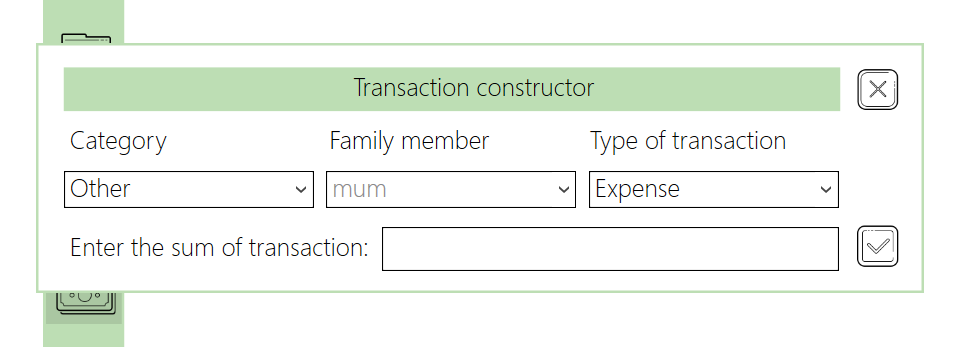 Transaction constructor
Category Family member Type of transaction
Other mum Expense
Enter the sum of transaction: